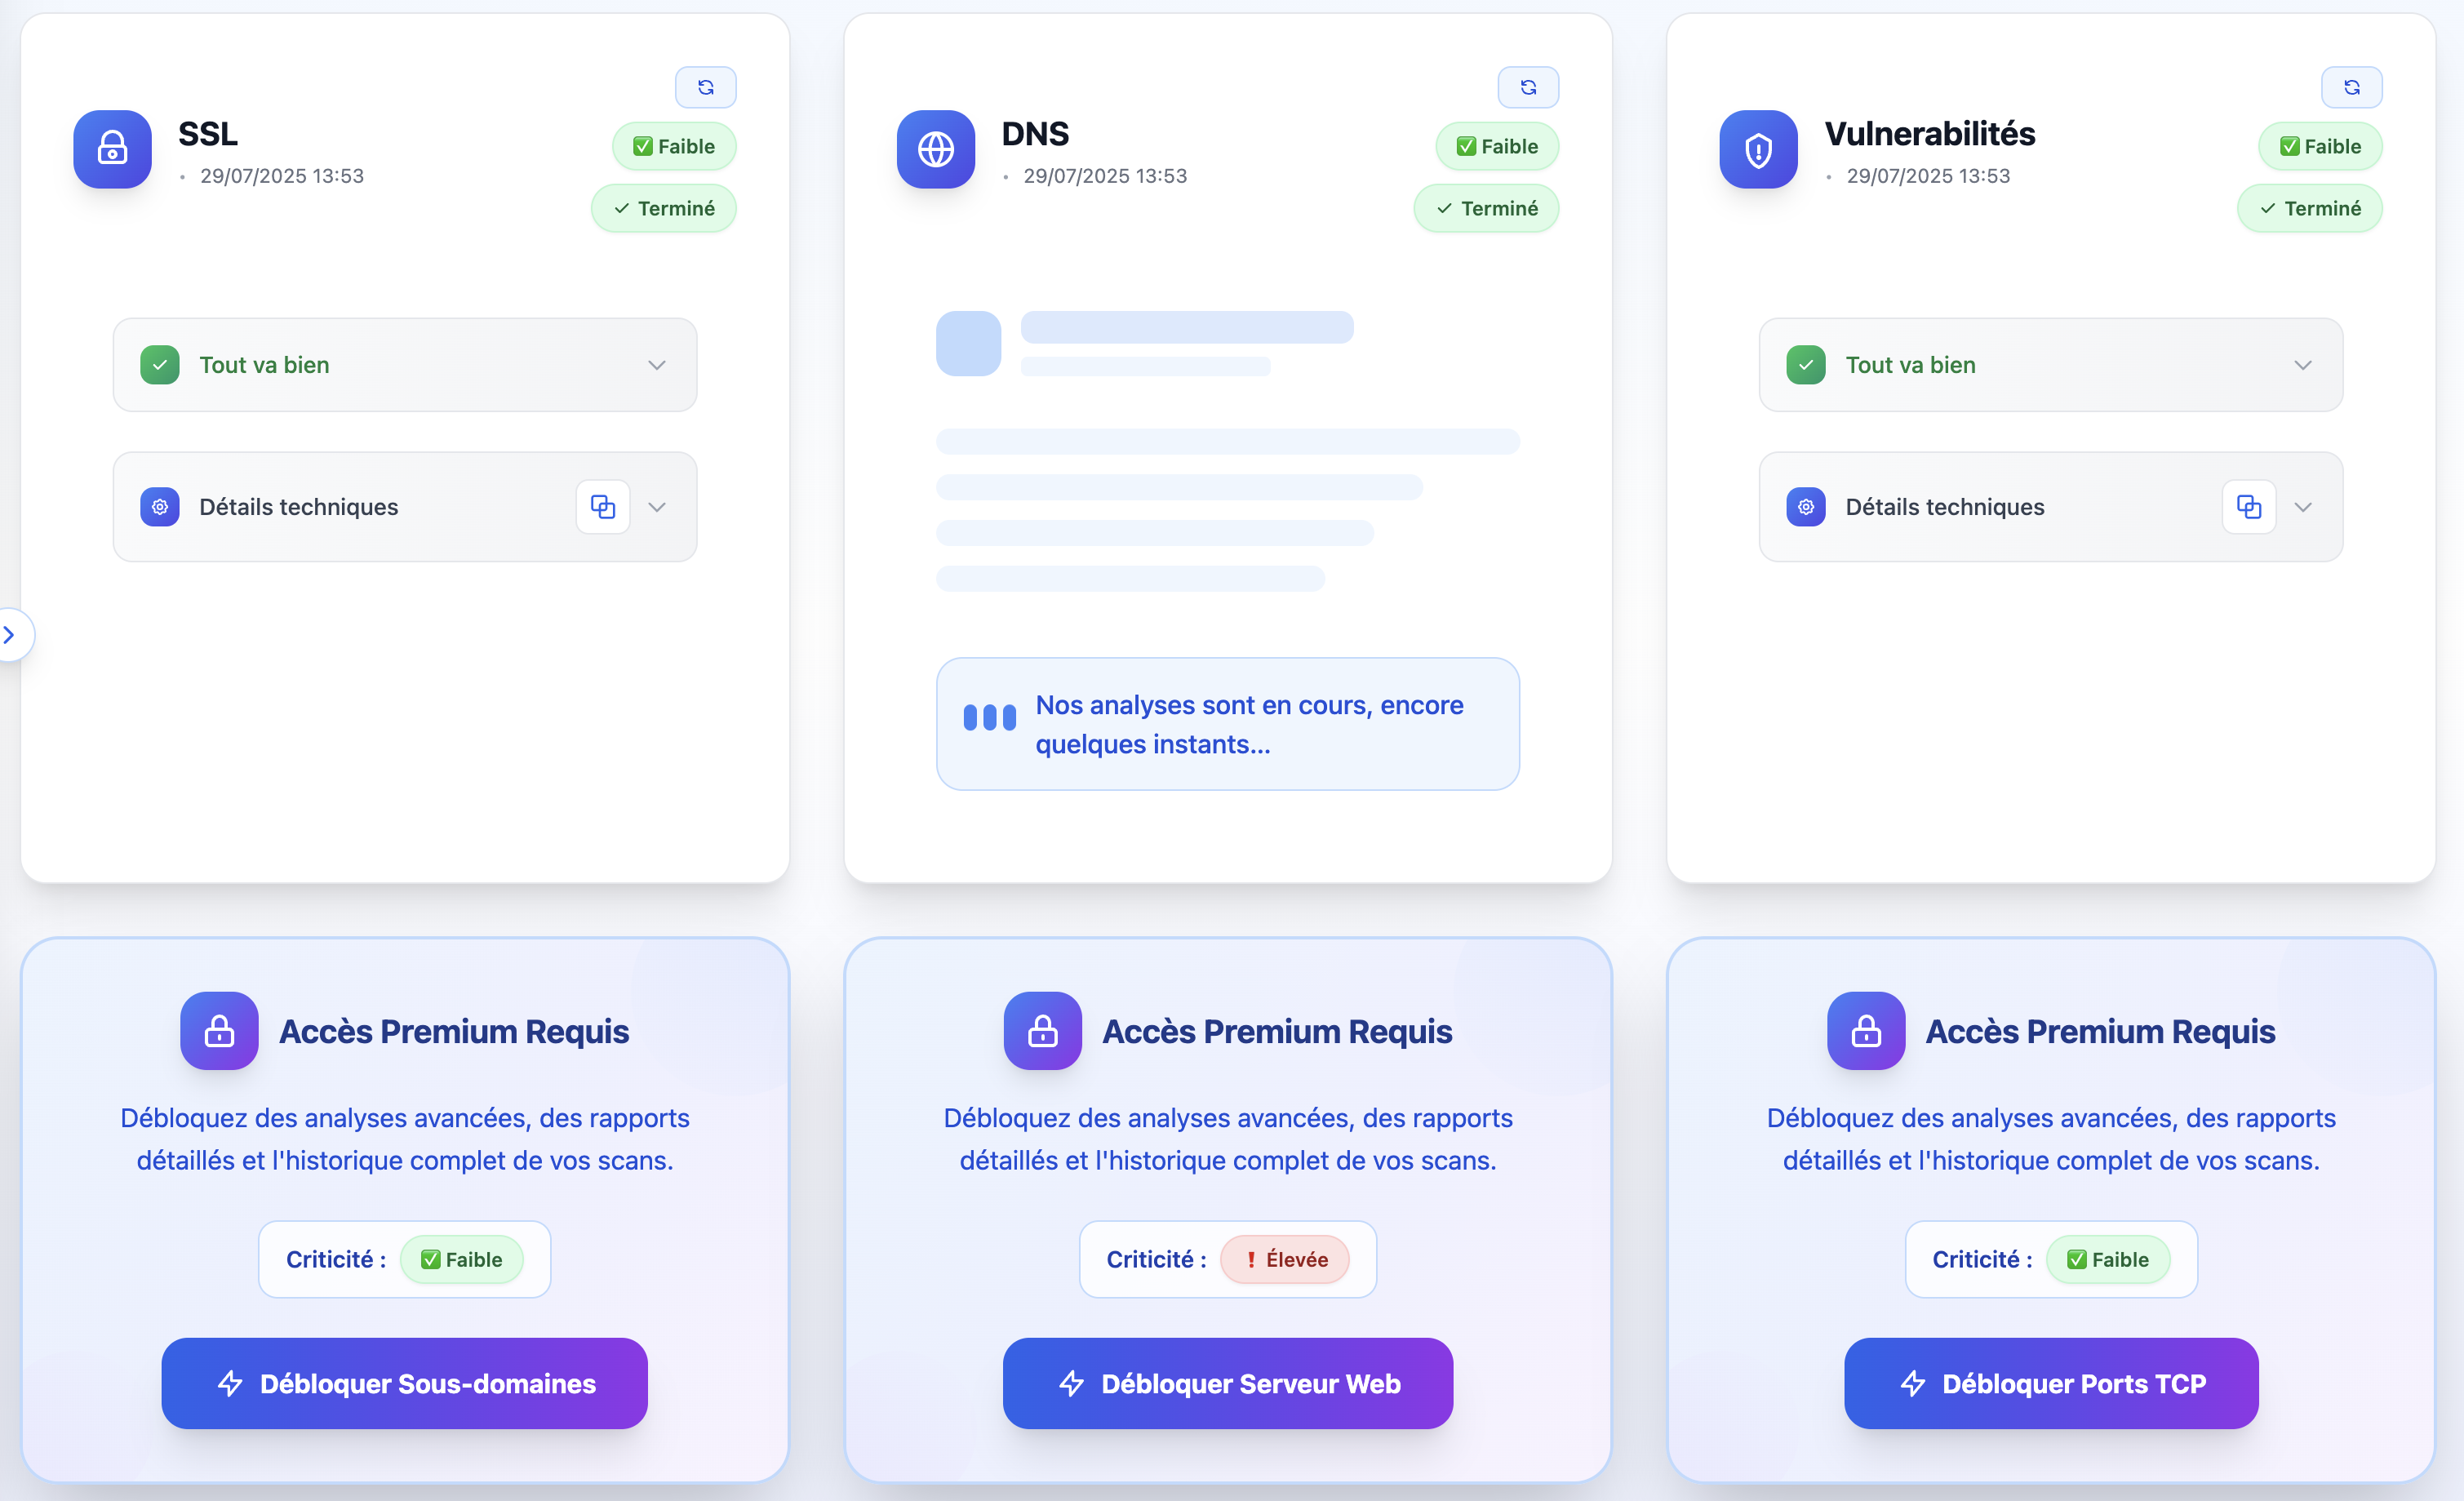 SSL
• 29/07/2025 13:53
✅ Faible
✓ Terminé
Tout va bien
Détails techniques
DNS
• 29/07/2025 13:53
✅ Faible
✓ Terminé
Nos analyses sont en cours, encore
quelques instants...
Vulnerabilités
• 29/07/2025 13:53
✅ Faible
✓ Terminé
Tout va bien
Détails techniques
Accès Premium Requis
Débloquez des analyses avancées, des rapports
détaillés et l'historique complet de vos scans.
Criticité : ✅ Faible
Débloquer Sous-domaines
Accès Premium Requis
Débloquez des analyses avancées, des rapports
détaillés et l'historique complet de vos scans.
Criticité : ❗ Élevée
Débloquer Serveur Web
Accès Premium Requis
Débloquez des analyses avancées, des rapports
détaillés et l'historique complet de vos scans.
Criticité : ✅ Faible
Débloquer Ports TCP